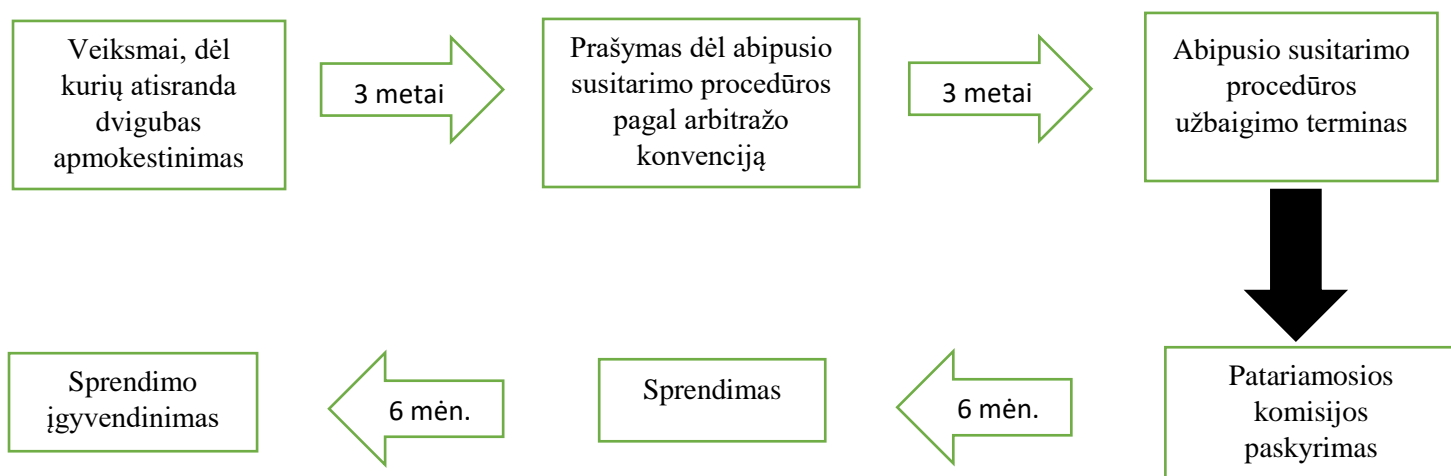 Veiksmai, dėl
kurių atisranda
dvigubas
apmokestinimas
3 metai
Prašymas dėl abipusio
susitarimo procedūros
pagal arbitražo
konvenciją
3 metai
Abipusio susitarimo
procedūros
užbaigimo terminas
Patariamosios
komisijos
paskyrimas
6 mėn.
Sprendimas
6 mėn.
Sprendimo
įgyvendinimas